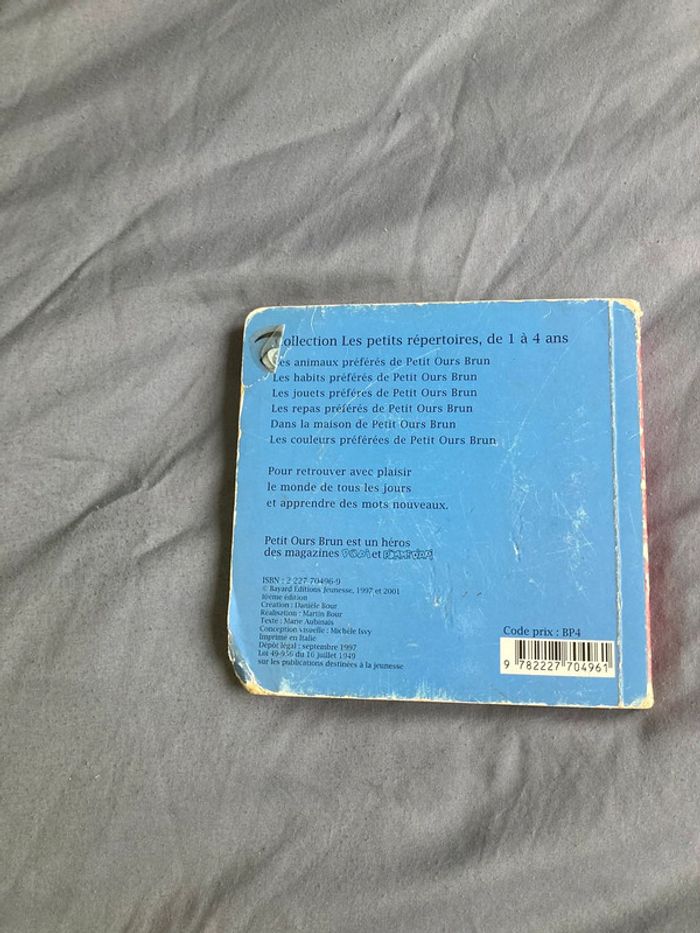 Collection Les petits répertoires, de 1 à 4 ans
Les animaux préférés de Petit Ours Brun
Les habits préférés de Petit Ours Brun
Les jouets préférés de Petit Ours Brun
Les repas préférés de Petit Ours Brun
Dans la maison de Petit Ours Brun
Les couleurs préférées de Petit Ours Brun
Pour retrouver avec plaisir
le monde de tous les jours
et apprendre des mots nouveaux.
Petit Ours Brun est un héros
des magazines et
ISBN : 2 227 70496-9
© Bayard Éditions Jeunesse, 1997 et 2001
10ème édition
Création : Danièle Bour
Réalisation : Martin Bour
Texte : Marie Aubinais
Conception visuelle : Michèle Isvy
Imprimé en Italie
Dépôt légal : septembre 1997
Loi 49-956 du 16 juillet 1949
sur les publications destinées à la jeunesse
Code prix : BP4
9 782227 704961